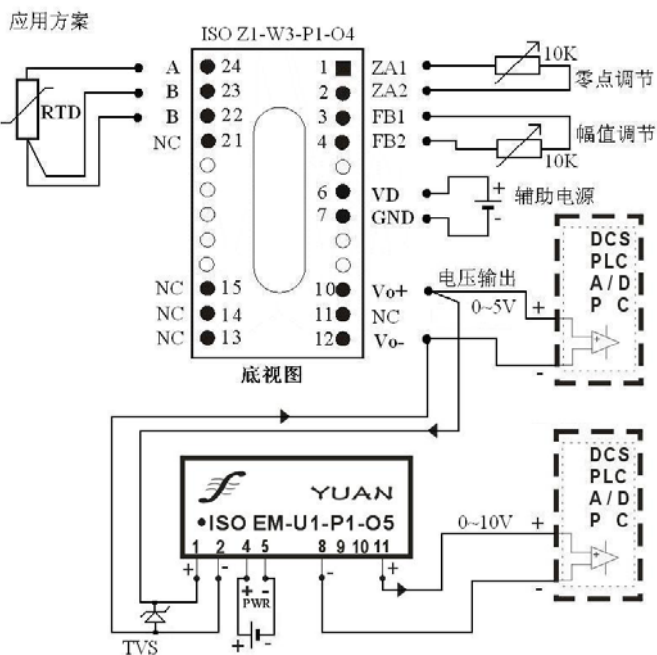 应用方案
ISO Z1-W3-P1-O4
A 24 1 ZA1 10K
B 23 2 ZA2 零点调节
RTD
B 22 3 FB1
NC 21 4 FB2 幅值调节
10K
6 VD + 辅助电源
7 GND -
DCS
PLC
A/D
P C
NC 15 10 Vo+ 电压输出
0~5V +
NC 14 11 NC
NC 13 12 Vo- -
底视图
YUAN
•ISO EM-U1-P1-O5
1 2 4 5 8 9 10 11
+ - + - - +
PWR
+ -
TVS
0~10V +
-
DCS
PLC
A/D
P C